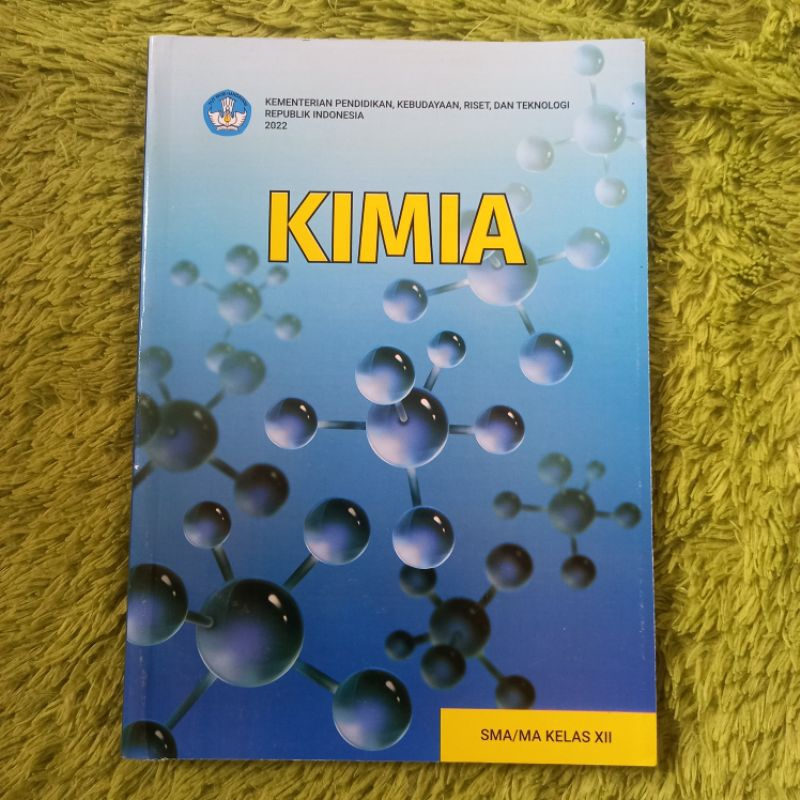 KEMENTERIAN PENDIDIKAN, KEBUDAYAAN, RISET, DAN TEKNOLOGI
REPUBLIK INDONESIA
2022
KIMIA
SMA/MA KELAS XII